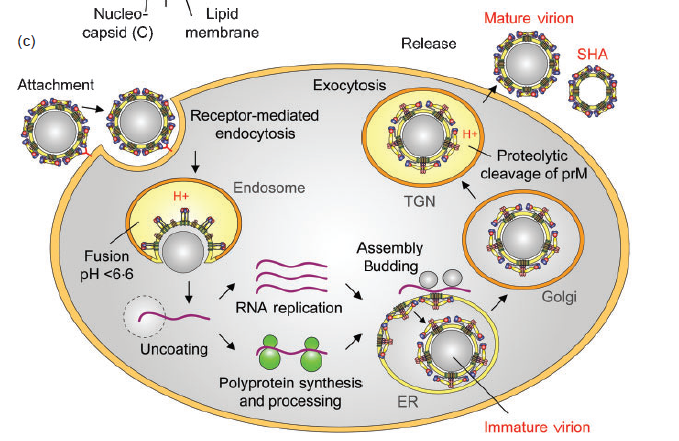 Nucleo-
capsid (C)
Lipid
membrane
(c)
Mature virion
Release
SHA
Attachment
Exocytosis
Receptor-mediated
endocytosis
H+
Proteolytic
cleavage of prM
TGN
Endosome
H+
Fusion
pH <6·6
Assembly
Budding
Golgi
RNA replication
Uncoating
Polyprotein synthesis
and processing
ER
Immature virion